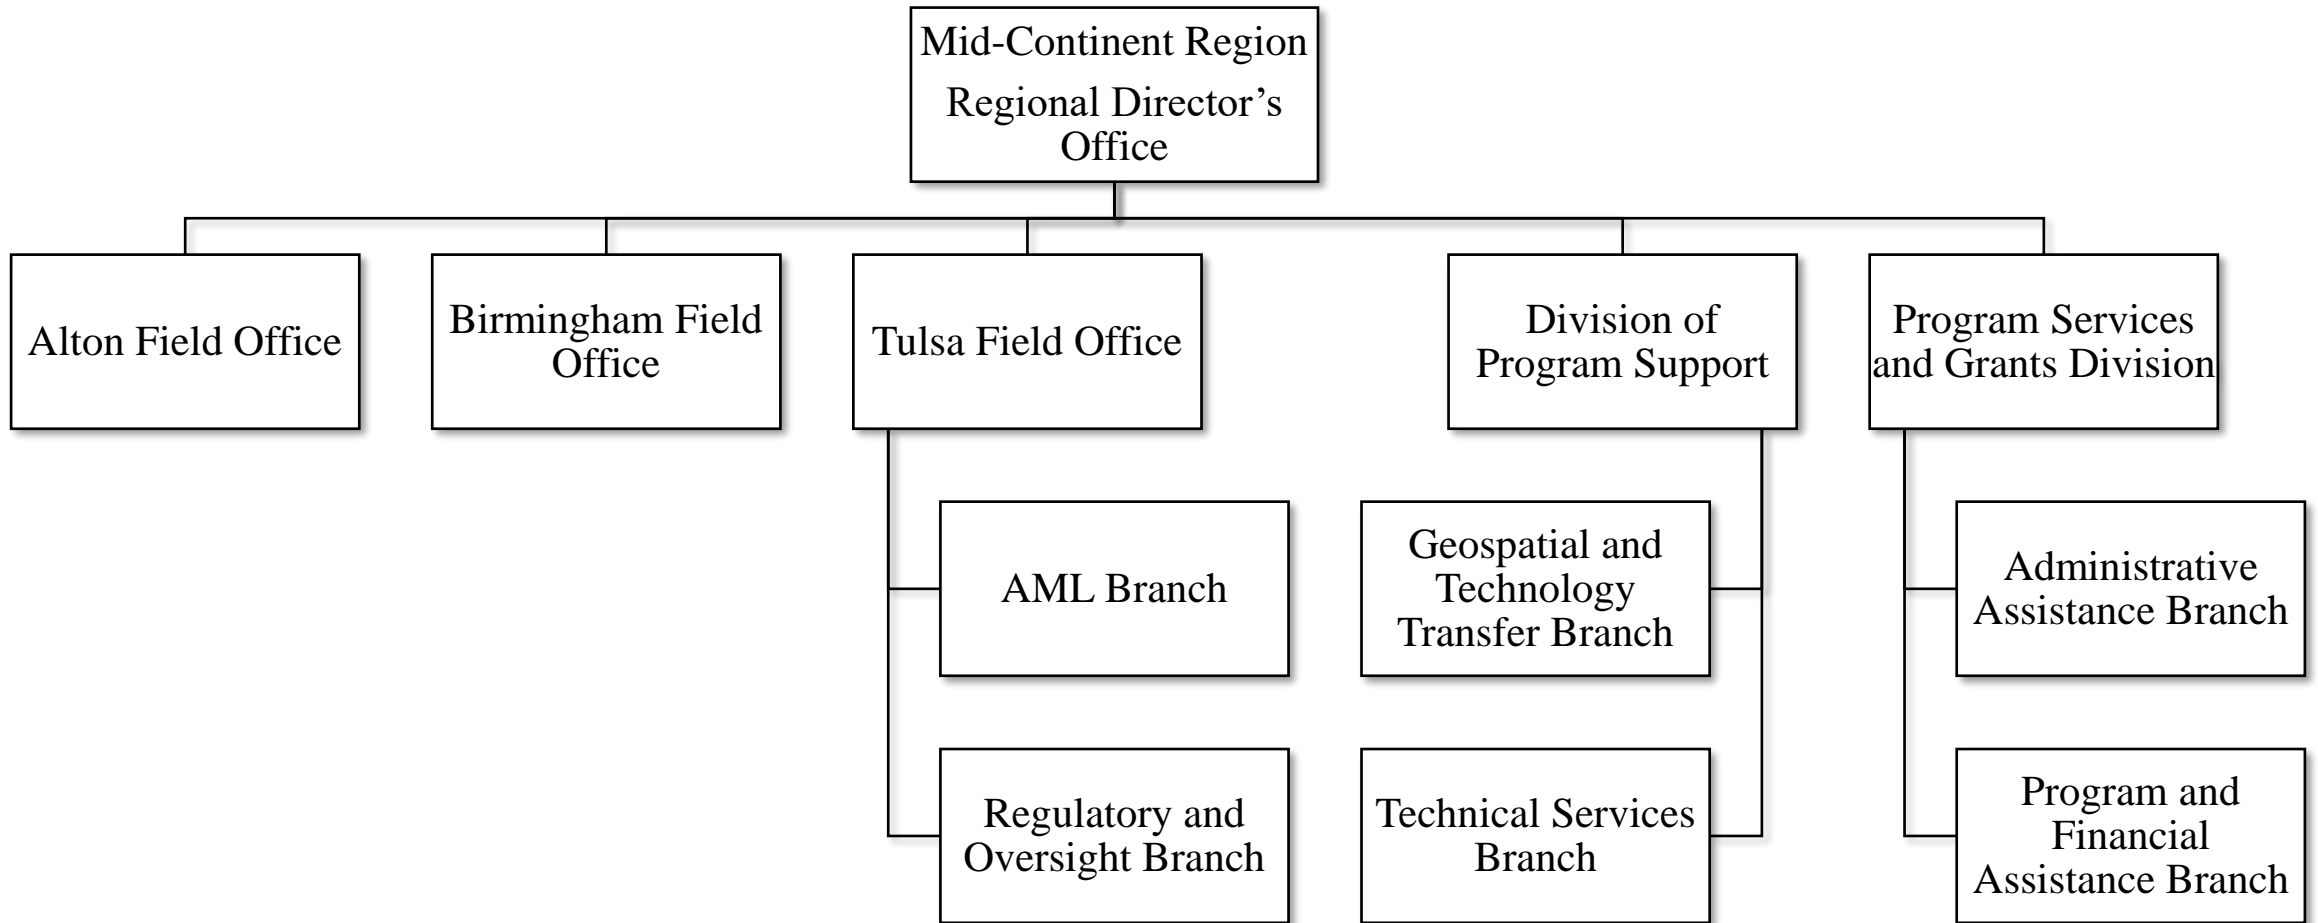 Mid-Continent Region
Regional Director’s
Office
Alton Field Office
Birmingham Field
Office
Tulsa Field Office
Division of
Program Support
Program Services
and Grants Division
AML Branch
Geospatial and
Technology
Transfer Branch
Administrative
Assistance Branch
Regulatory and
Oversight Branch
Technical Services
Branch
Program and
Financial
Assistance Branch